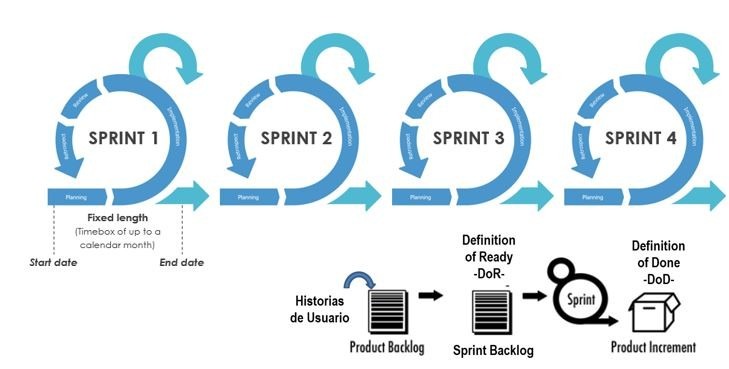 SPRINT 1
Review
Implementation
Retrospect
Planning
SPRINT 2
Review
Implementation
Retrospect
Planning
SPRINT 3
Review
Implementation
Retrospect
Planning
SPRINT 4
Review
Implementation
Retrospect
Planning
Fixed length
(Timebox of up to a
calendar month)
Start date
End date
Historias
de Usuario
Product Backlog
Definition
of Ready
-DoR-
Sprint Backlog
Sprint
Definition
of Done
-DoD-
Product Increment